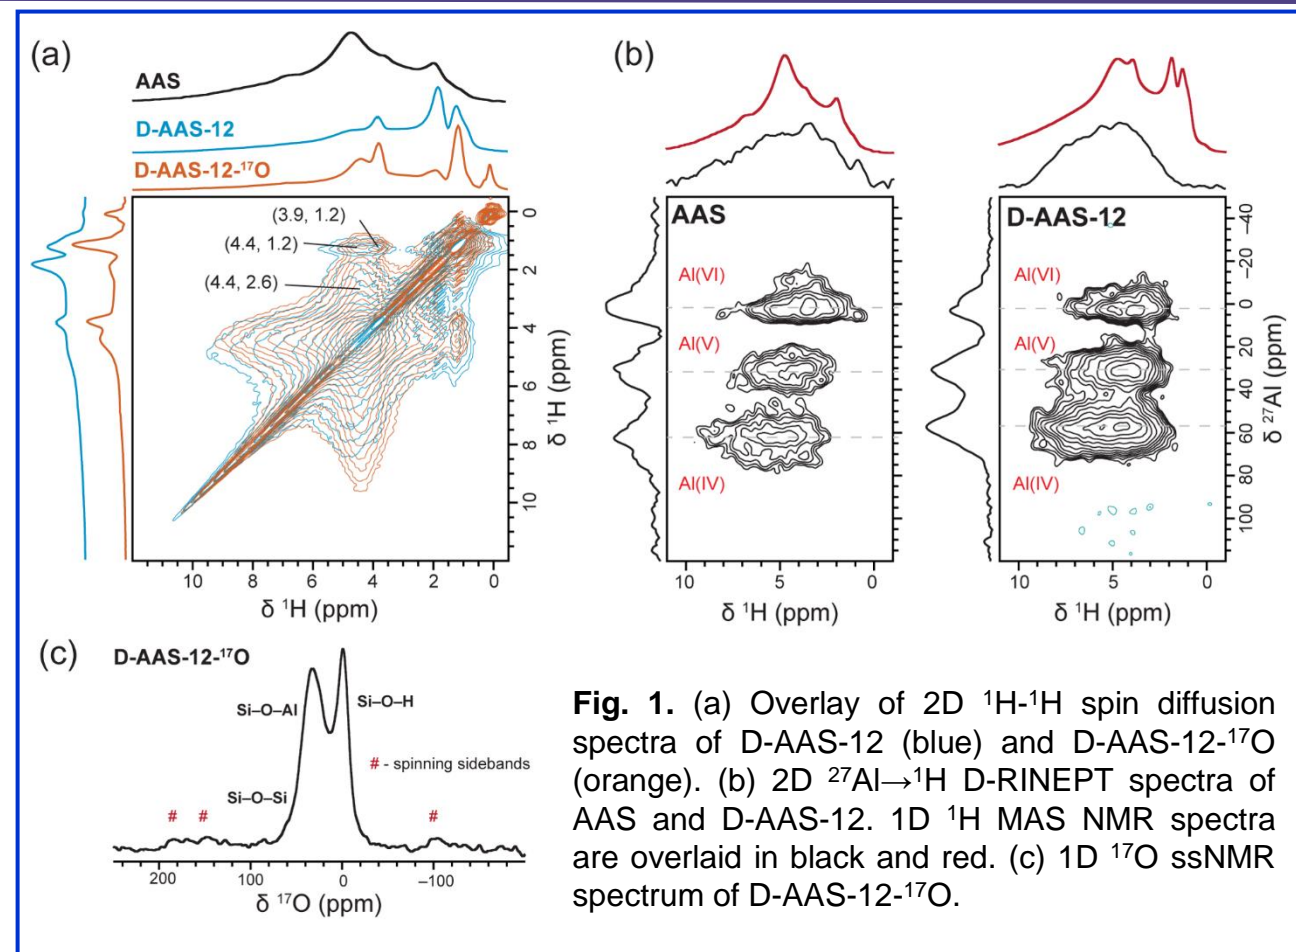 (a)
AAS
D-AAS-12
D-AAS-12-¹⁷O
(3.9, 1.2)
(4.4, 1.2)
(4.4, 2.6)
0
2
4
6
8
10
δ ¹H (ppm)
10 8 6 4 2 0
δ ¹H (ppm)
(b)
AAS
Al(VI)
Al(V)
Al(IV)
10 5 0
δ ¹H (ppm)
D-AAS-12
Al(VI)
Al(V)
Al(IV)
−40
−20
0
20
40
60
80
100
δ ²⁷Al (ppm)
10 5 0
δ ¹H (ppm)
(c)
D-AAS-12-¹⁷O
Si–O–Al
Si–O–H
# - spinning sidebands
Si–O–Si
# # #
200 100 0 −100
δ ¹⁷O (ppm)
Fig. 1. (a) Overlay of 2D ¹H-¹H spin diffusion
spectra of D-AAS-12 (blue) and D-AAS-12-¹⁷O
(orange). (b) 2D ²⁷Al→¹H D-RINEPT spectra of
AAS and D-AAS-12. 1D ¹H MAS NMR spectra
are overlaid in black and red. (c) 1D ¹⁷O ssNMR
spectrum of D-AAS-12-¹⁷O.